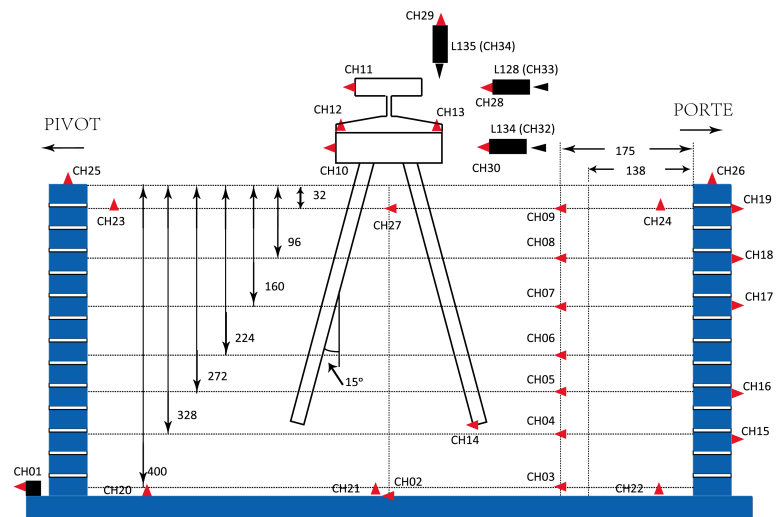 CH29
L135 (CH34)
CH11
L128 (CH33)
CH28
CH12
CH13
PORTE
PIVOT
L134 (CH32)
175
CH10
CH30
138
CH25
CH26
32
CH19
CH23
CH27
CH09
CH24
96
CH08
CH18
160
CH07
CH17
224
CH06
272
15º
CH05
CH16
328
CH14
CH04
CH15
CH01
400
CH20
CH21
CH02
CH03
CH22